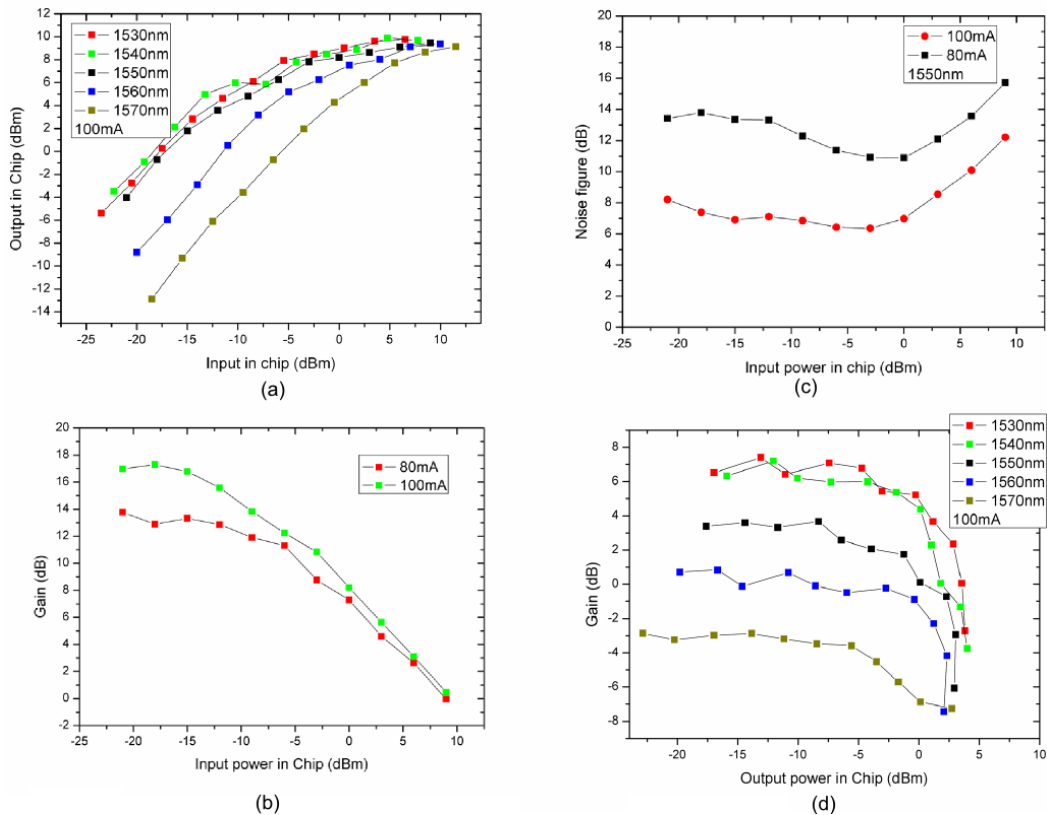 12
10
8
6
4
2
0
-2
-4
-6
-8
-10
-12
-14
Output in Chip (dBm)
1530nm
1540nm
1550nm
1560nm
1570nm
100mA
-25 -20 -15 -10 -5 0 5 10
Input in chip (dBm)
(a)
20
18
16
14
12
10
8
6
4
2
0
Noise figure (dB)
100mA
80mA
1550nm
-25 -20 -15 -10 -5 0 5 10
Input power in chip (dBm)
(c)
20
18
16
14
12
10
8
6
4
2
0
-2
Gain (dB)
80mA
100mA
-25 -20 -15 -10 -5 0 5 10
Input power in Chip (dBm)
(b)
8
6
4
2
0
-2
-4
-6
-8
Gain (dB)
1530nm
1540nm
1550nm
1560nm
1570nm
100mA
-20 -15 -10 -5 0 5 10
Output power in Chip (dBm)
(d)